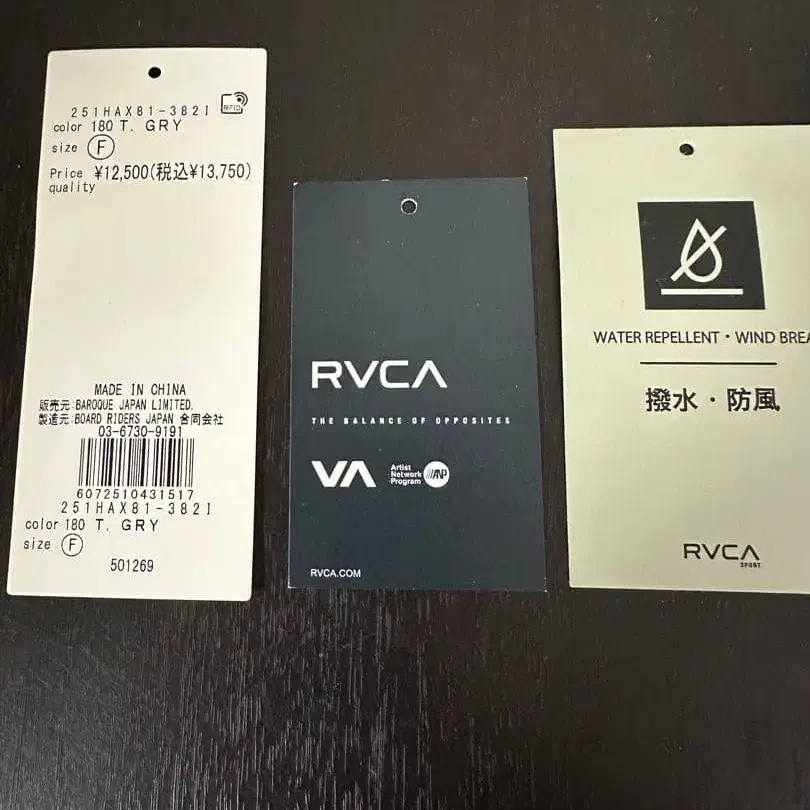 251HAX81-382I
RFID
color 180 T. GRY
size F
Price ¥12,500(税込¥13,750)
quality
MADE IN CHINA
販売元:BAROQUE JAPAN LIMITED.
製造元:BOARD RIDERS JAPAN 合同会社
03-6730-9191
6072510431517
251HAX81-382I
color 180 T. GRY
size F
501269
RVCA
THE BALANCE OF OPPOSITES
VA
Artist
Network
Program
ANP
RVCA.COM
WATER REPELLENT・WIND BREA
撥水・防風
RVCA
SPORT